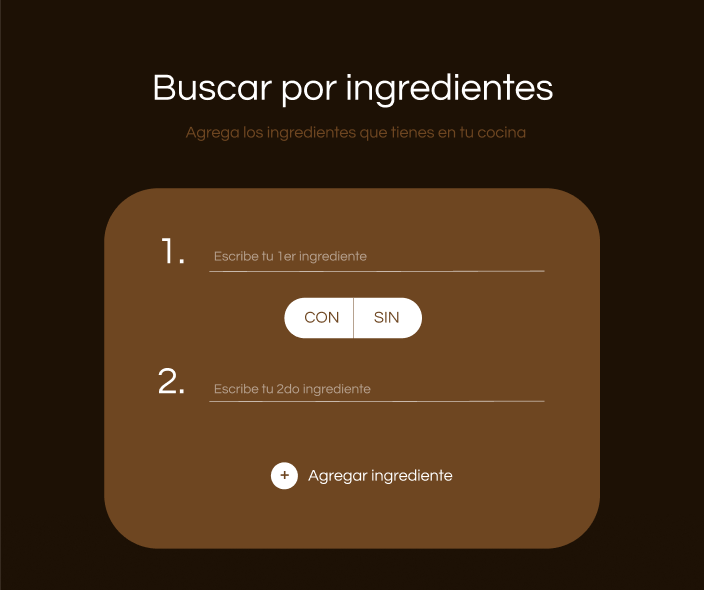 Buscar por ingredientes
Agrega los ingredientes que tienes en tu cocina
1. Escribe tu 1er ingrediente
CON SIN
2. Escribe tu 2do ingrediente
+ Agregar ingrediente